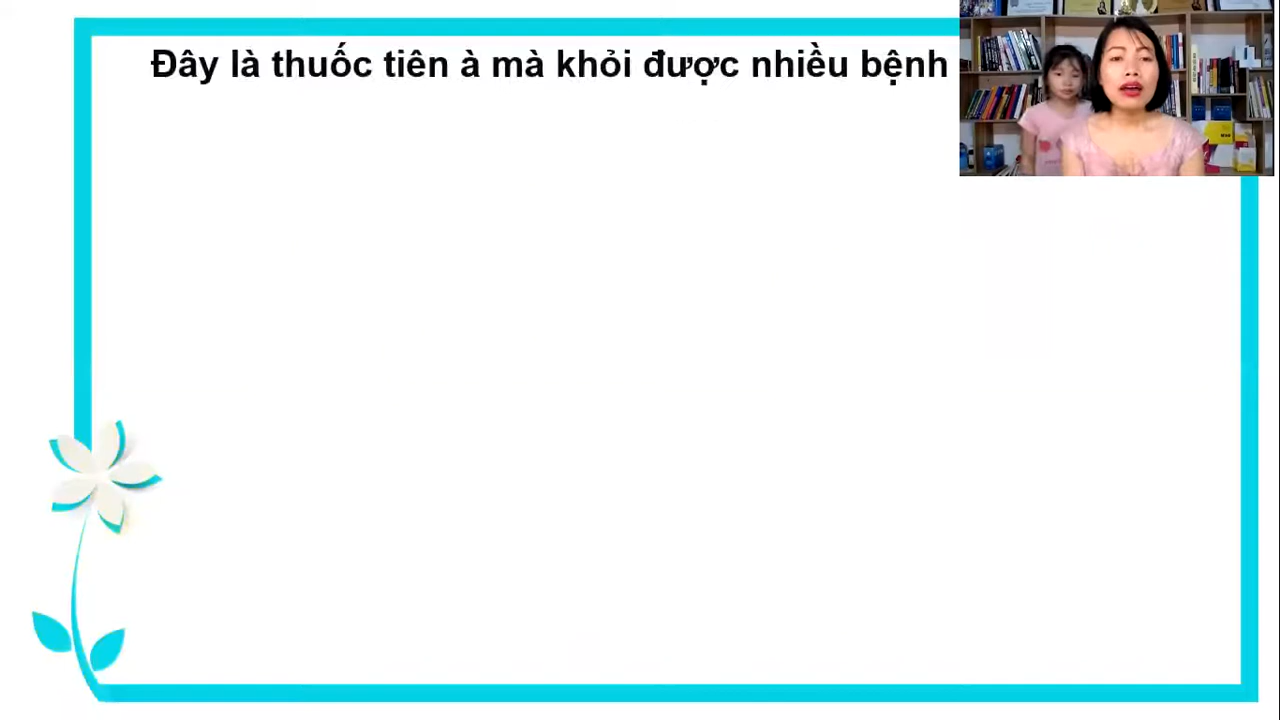 Đây là thuốc tiên à mà khỏi được nhiều bệnh